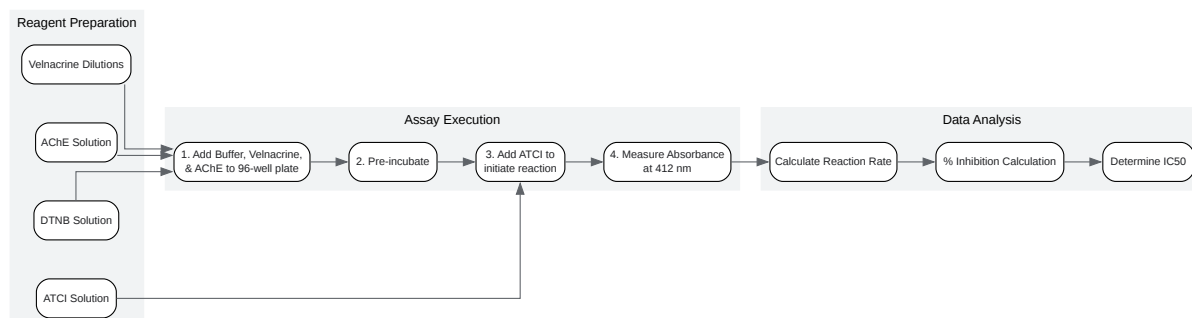 Reagent Preparation
Velnacrine Dilutions
AChE Solution
DTNB Solution
ATCI Solution
Assay Execution
1. Add Buffer, Velnacrine,
& AChE to 96-well plate
2. Pre-incubate
3. Add ATCI to
initiate reaction
4. Measure Absorbance
at 412 nm
Data Analysis
Calculate Reaction Rate
% Inhibition Calculation
Determine IC50